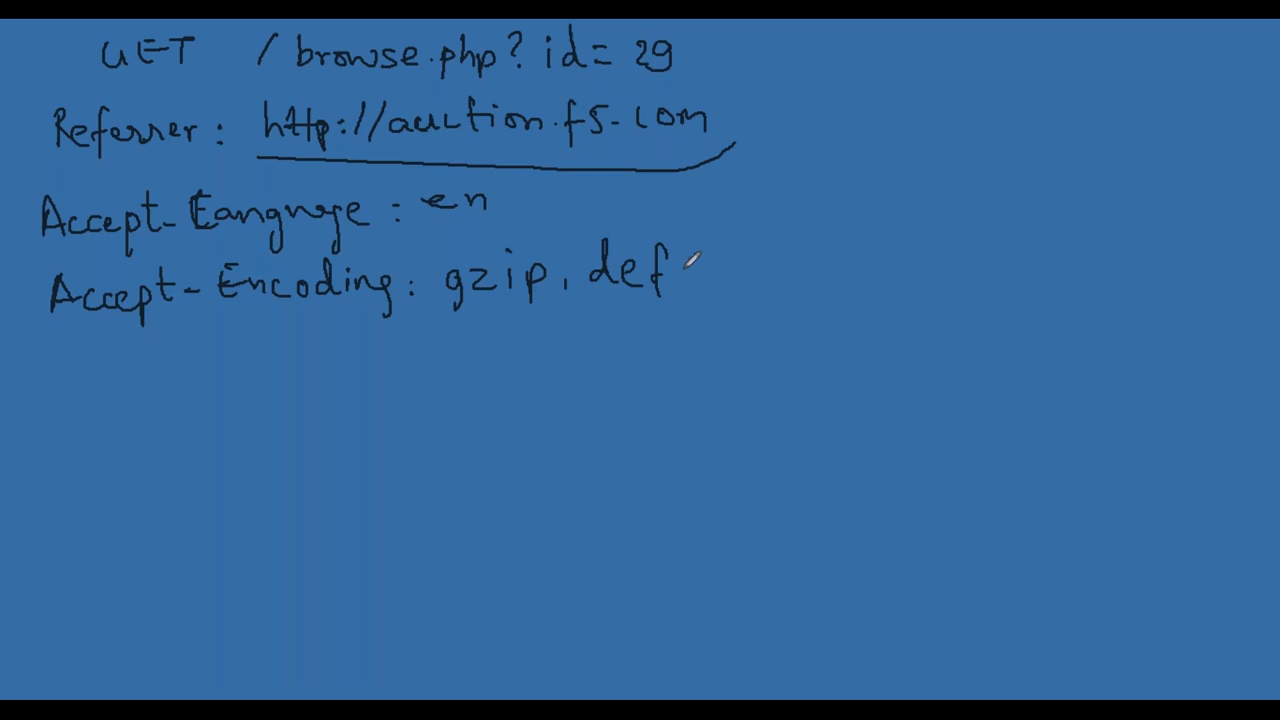 GET /browse.php?id=29
Referrer: http://auction.f5.com
Accept-Language: en
Accept-Encoding: gzip, def